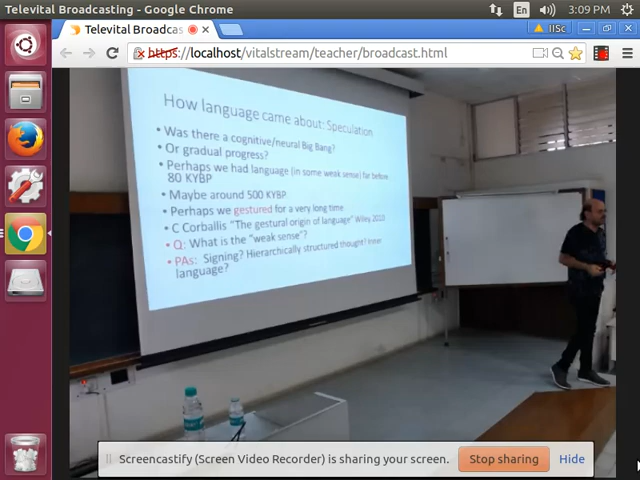 Televital Broadcasting - Google Chrome
En
3:09 PM
Televital Broadcas
IISc
https://localhost/vitalstream/teacher/broadcast.html
How language came about: Speculation
• Was there a cognitive/neural Big Bang?
• Or gradual progress?
• Perhaps we had language (in some weak sense) far before
80 KYBP
• Maybe around 500 KYBP
• Perhaps we gestured for a very long time
• C Corballis "The gestural origin of language" Wiley 2010
• Q: What is the "weak sense"?
• PAs: Signing? Hierarchically structured thought? Inner
language?
Screencastify (Screen Video Recorder) is sharing your screen.
Stop sharing
Hide